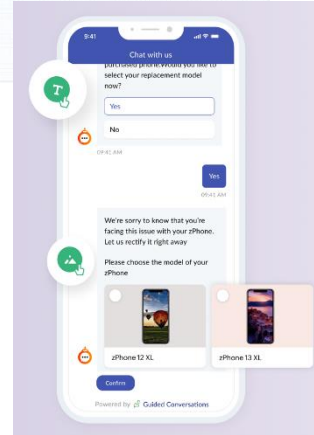 9:41
Chat with us
purchased phone.Would you like to
select your replacement model
now?
Yes
No
09:41 AM
Yes
09:41 AM
T
We're sorry to know that you're
facing this issue with your zPhone.
Let us rectify it right away
Please choose the model of your
zPhone
zPhone 12 XL
zPhone 13 XL
Confirm
Powered by Guided Conversations